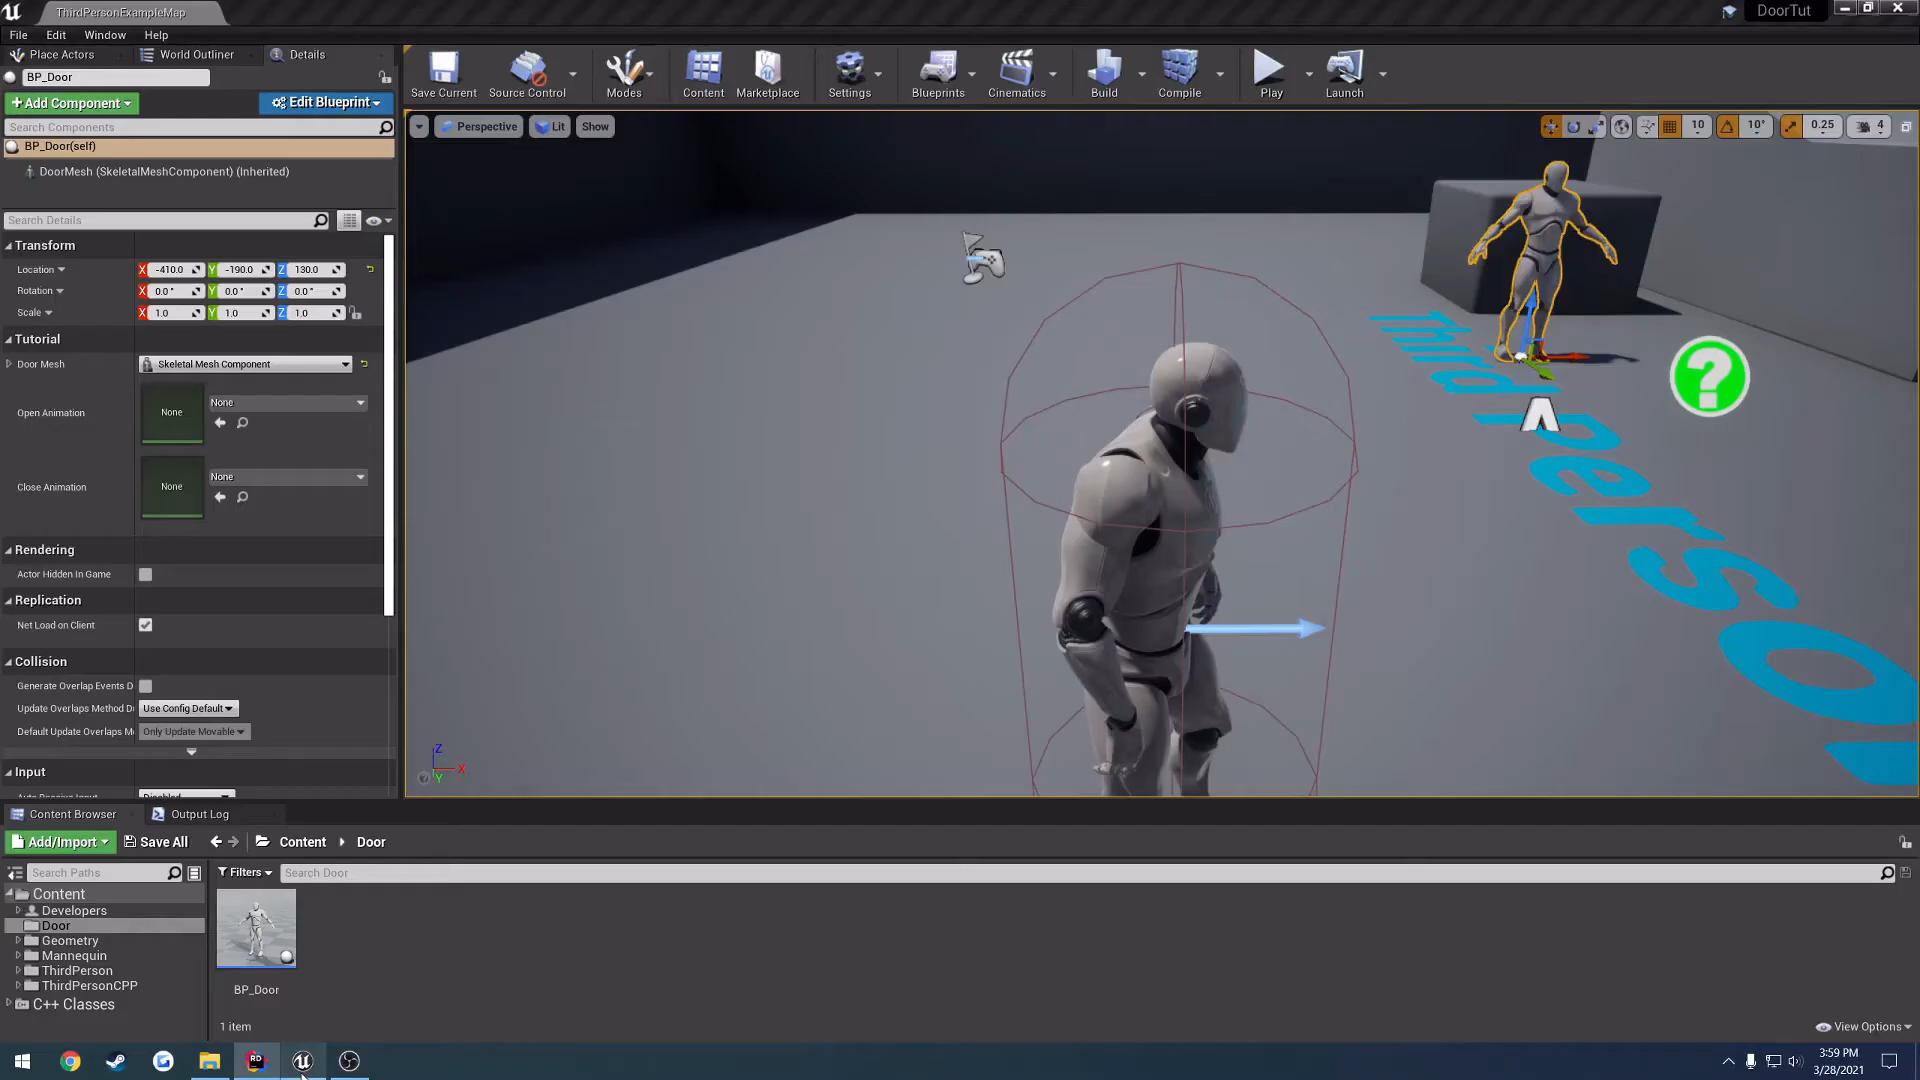 ThirdPersonExampleMap
DoorTut
File Edit Window Help
Place Actors World Outliner Details
BP_Door
+Add Component Edit Blueprint
Search Components
BP_Door(self)
DoorMesh (SkeletalMeshComponent) (Inherited)
Search Details
Transform
Location X -410.0 Y -190.0 Z 130.0
Rotation X 0.0° Y 0.0° Z 0.0°
Scale X 1.0 Y 1.0 Z 1.0
Tutorial
Door Mesh Skeletal Mesh Component
Open Animation None None
Close Animation None None
Rendering
Actor Hidden In Game
Replication
Net Load on Client
Collision
Generate Overlap Events D
Update Overlaps Method D Use Config Default
Default Update Overlaps M Only Update Movable
Input
Save Current Source Control Modes Content Marketplace Settings Blueprints Cinematics Build Compile Play Launch
Perspective Lit Show
10 10° 0.25 4
Third Perso
?
Z
X
Y
Content Browser Output Log
Add/Import Save All Content Door
Search Paths Filters Search Door
Content
Developers
Door
Geometry
Mannequin
ThirdPerson
ThirdPersonCPP
C++ Classes
BP_Door
1 item
View Options
RD
3:59 PM
3/28/2021